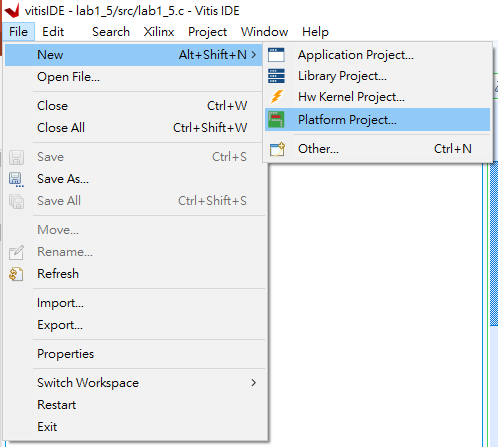 vitisIDE - lab1_5/src/lab1_5.c - Vitis IDE
File Edit Search Xilinx Project Window Help
New Alt+Shift+N >
Open File...
Close Ctrl+W
Close All Ctrl+Shift+W
Save Ctrl+S
Save As...
Save All Ctrl+Shift+S
Move...
Rename...
Refresh
Import...
Export...
Properties
Switch Workspace >
Restart
Exit
Application Project...
Library Project...
Hw Kernel Project...
Platform Project...
Other... Ctrl+N